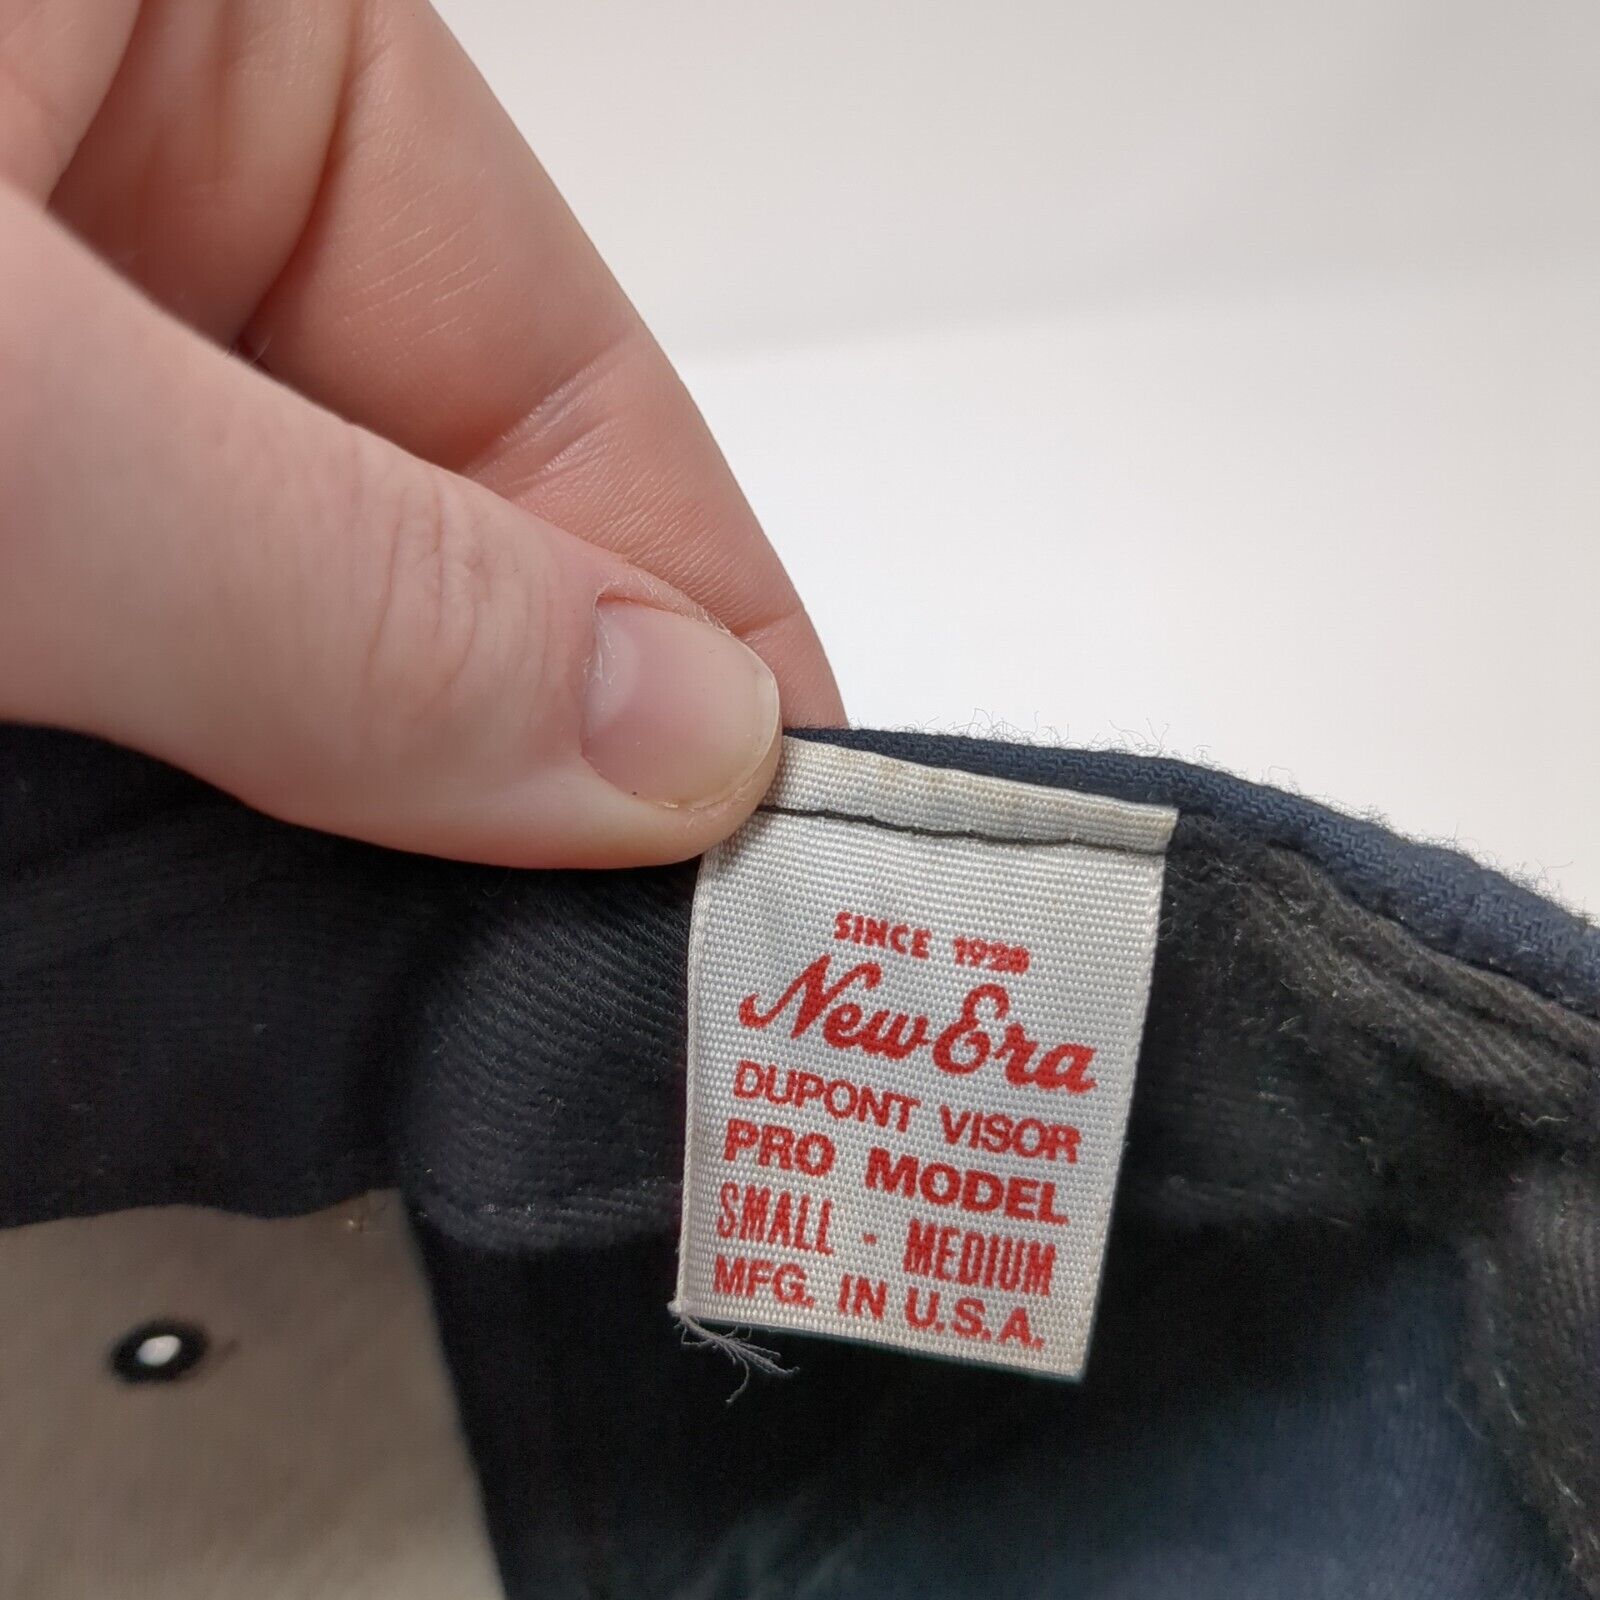 SINCE 1920
New Era
DUPONT VISOR
PRO MODEL
SMALL - MEDIUM
MFG. IN U.S.A.